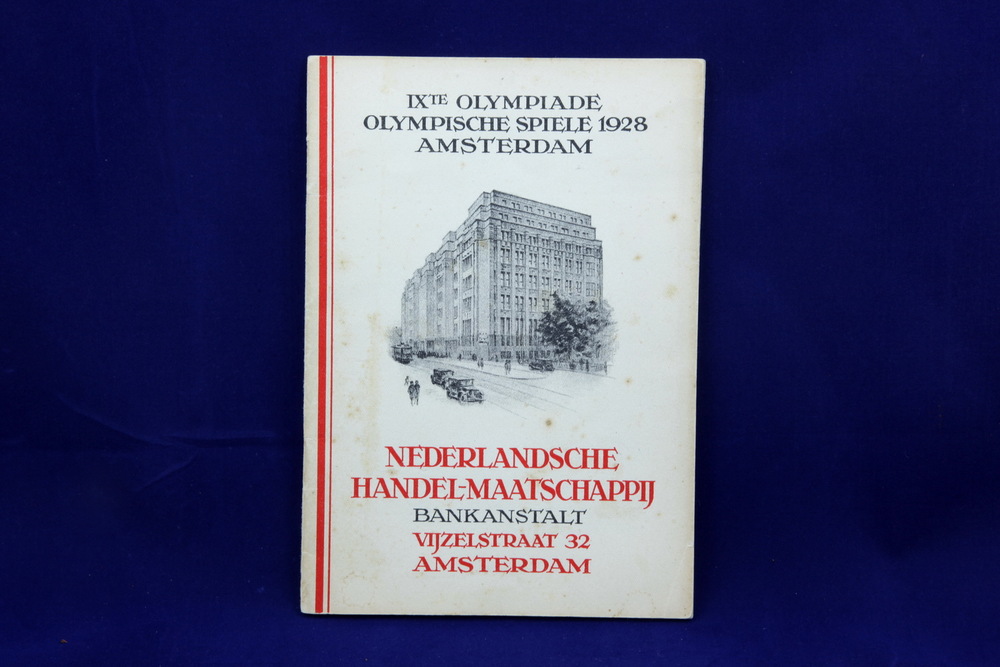 IXTE OLYMPIADE
OLYMPISCHE SPIELE 1928
AMSTERDAM
NEDERLANDSCHE
HANDEL-MAATSCHAPPIJ
BANKANSTALT
VIJZELSTRAAT 32
AMSTERDAM